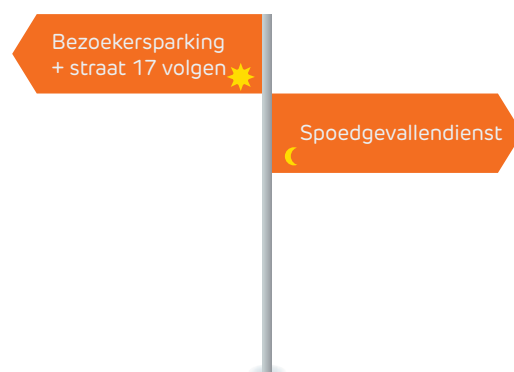 Bezoekersparking
+ straat 17 volgen
Spoedgevallendienst